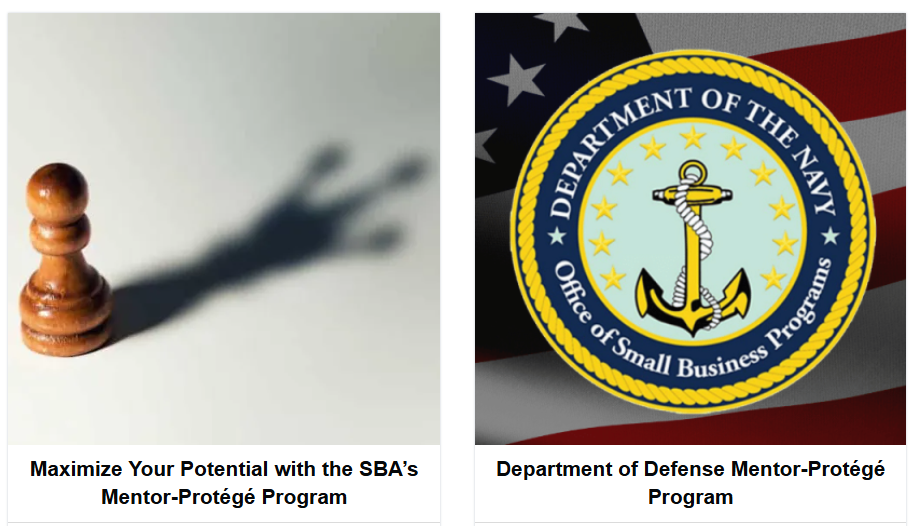 DEPARTMENT OF THE NAVY
Office of Small Business Programs
Maximize Your Potential with the SBA’s
Mentor-Protégé Program
Department of Defense Mentor-Protégé
Program